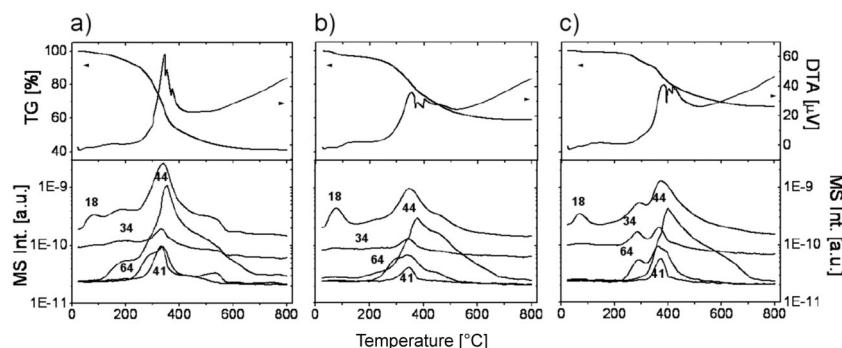 a) b) c)
TG [%]
100
80
60
40
DTA [µV]
60
40
20
0
MS Int. [a.u.]
1E-9
1E-10
1E-11
18 34 64 44 41
18 34 64 44 41
18 34 64 44 41
MS Int. [a.u.]
1E-9
1E-10
1E-11
0 200 400 600 800
0 200 400 600 800
0 200 400 600 800
Temperature [°C]